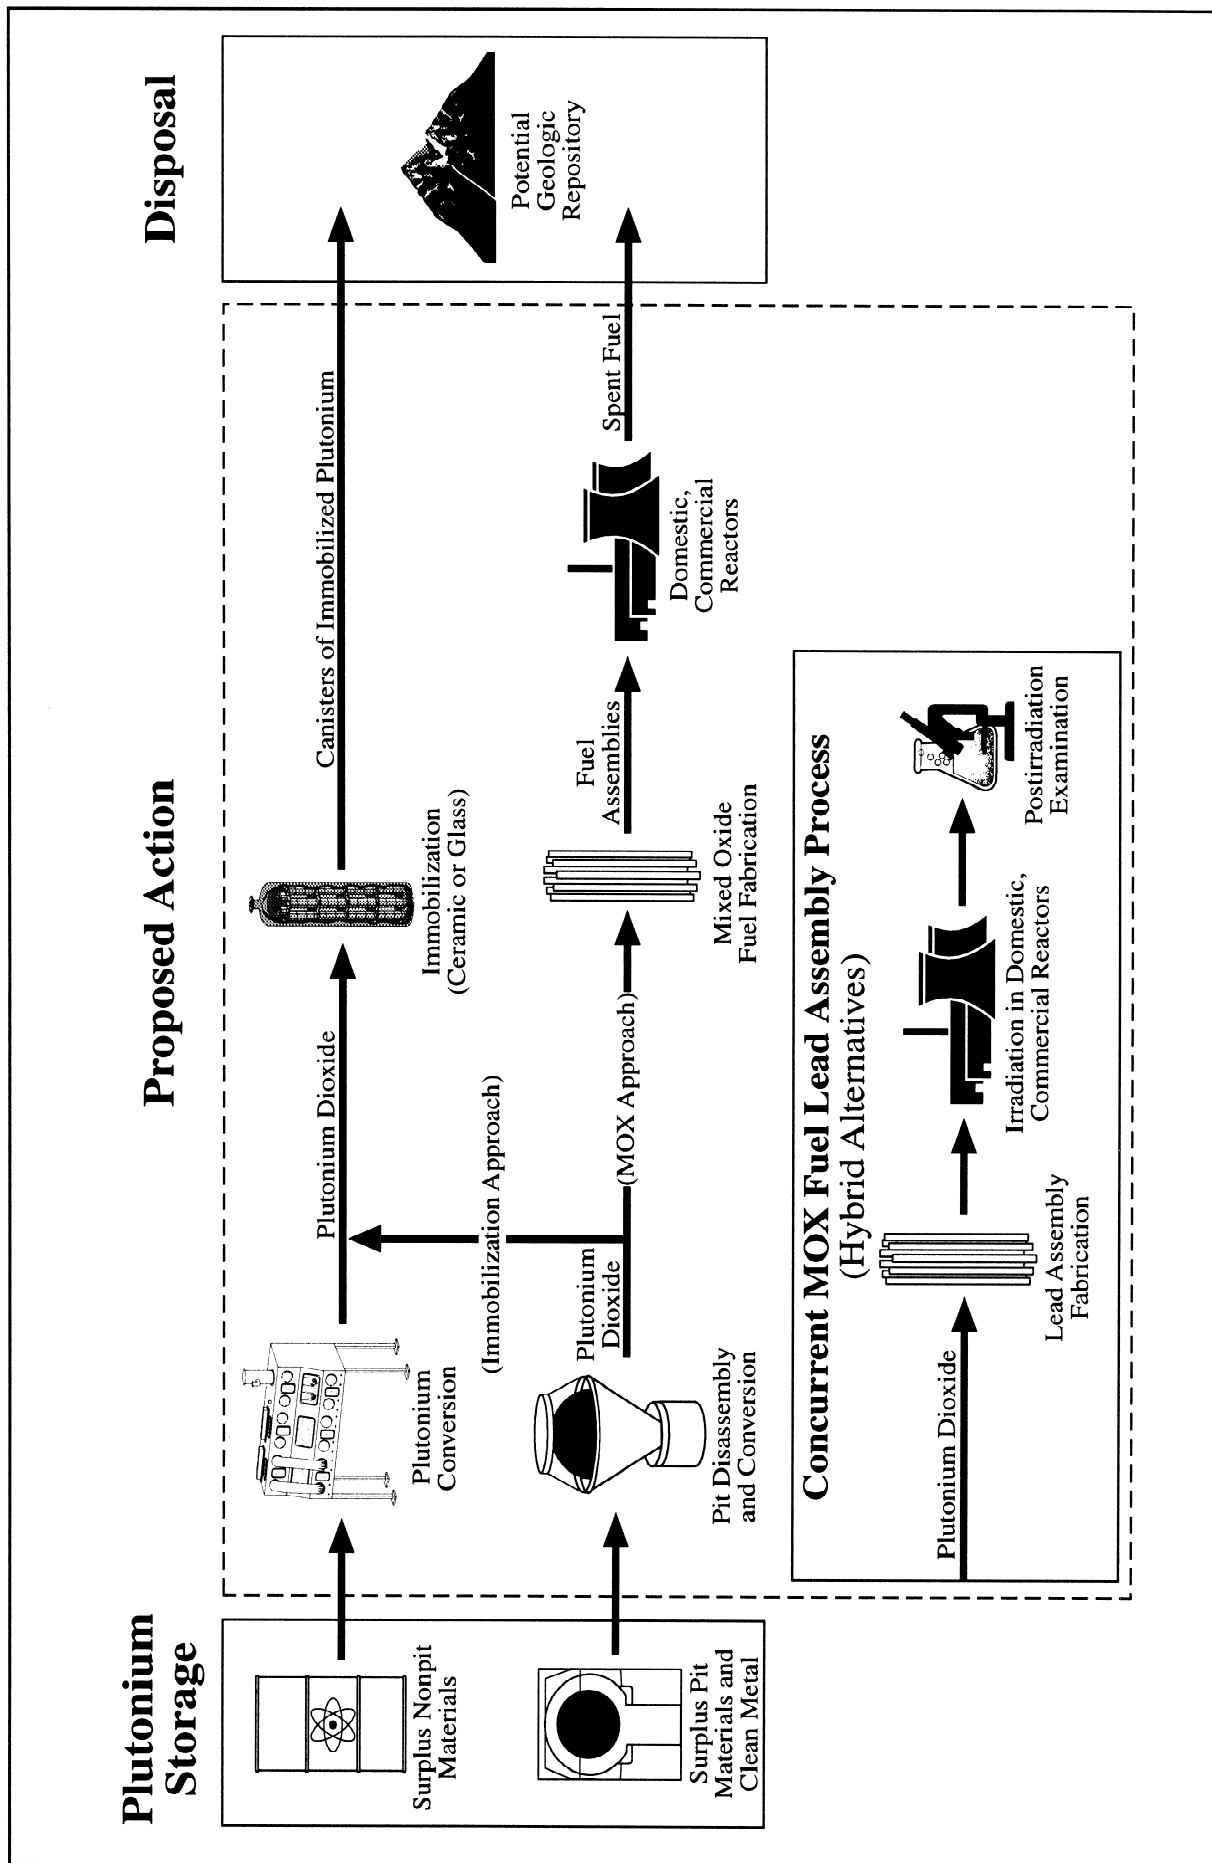 Plutonium
Storage
Proposed Action
Disposal
Surplus Nonpit
Materials
Plutonium
Conversion
Plutonium Dioxide
Immobilization
(Ceramic or Glass)
Canisters of Immobilized Plutonium
Potential
Geologic
Repository
(Immobilization Approach)
Surplus Pit
Materials and
Clean Metal
Pit Disassembly
and Conversion
Plutonium
Dioxide
(MOX Approach)
Mixed Oxide
Fuel Fabrication
Fuel
Assemblies
Domestic,
Commercial
Reactors
Spent Fuel
Concurrent MOX Fuel Lead Assembly Process
(Hybrid Alternatives)
Plutonium Dioxide
Lead Assembly
Fabrication
Irradiation in Domestic,
Commercial Reactors
Postirradiation
Examination